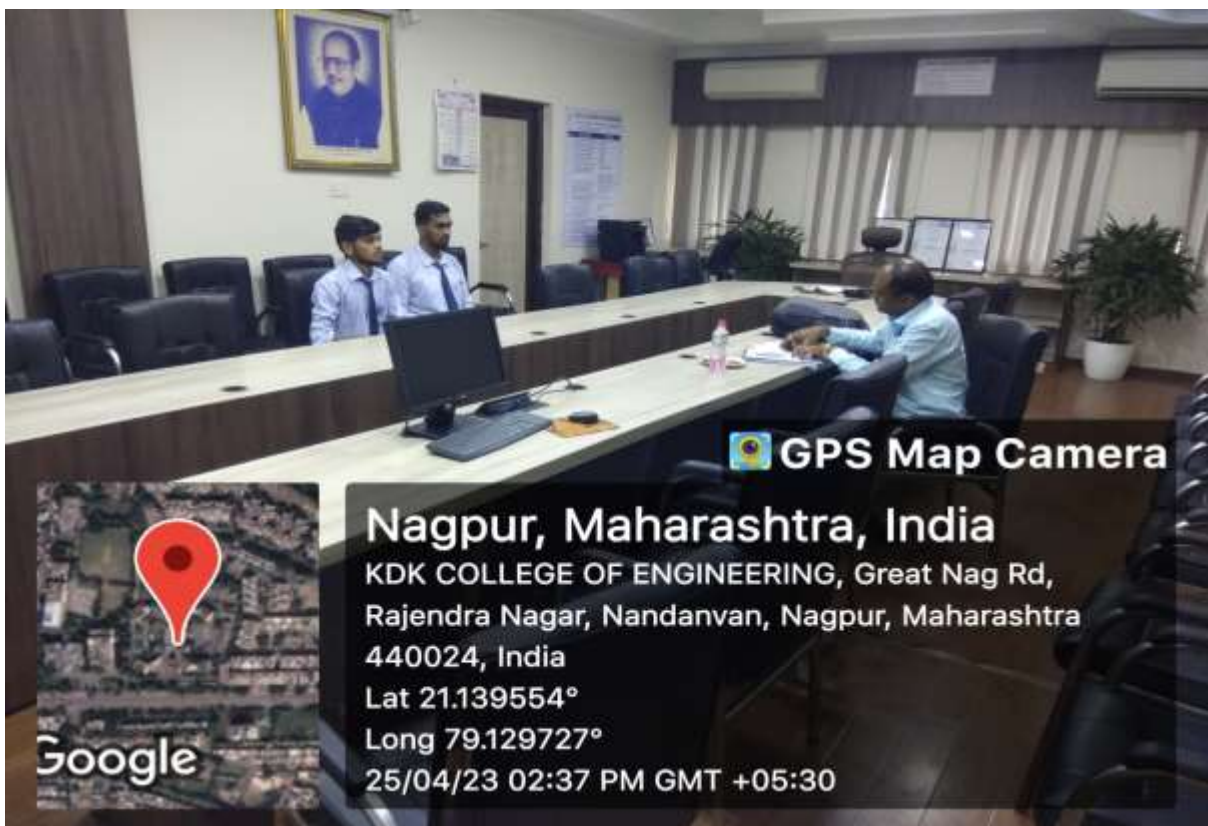 GPS Map Camera
Nagpur, Maharashtra, India
KDK COLLEGE OF ENGINEERING, Great Nag Rd,
Rajendra Nagar, Nandanvan, Nagpur, Maharashtra
440024, India
Lat 21.139554°
Long 79.129727°
25/04/23 02:37 PM GMT +05:30
Google